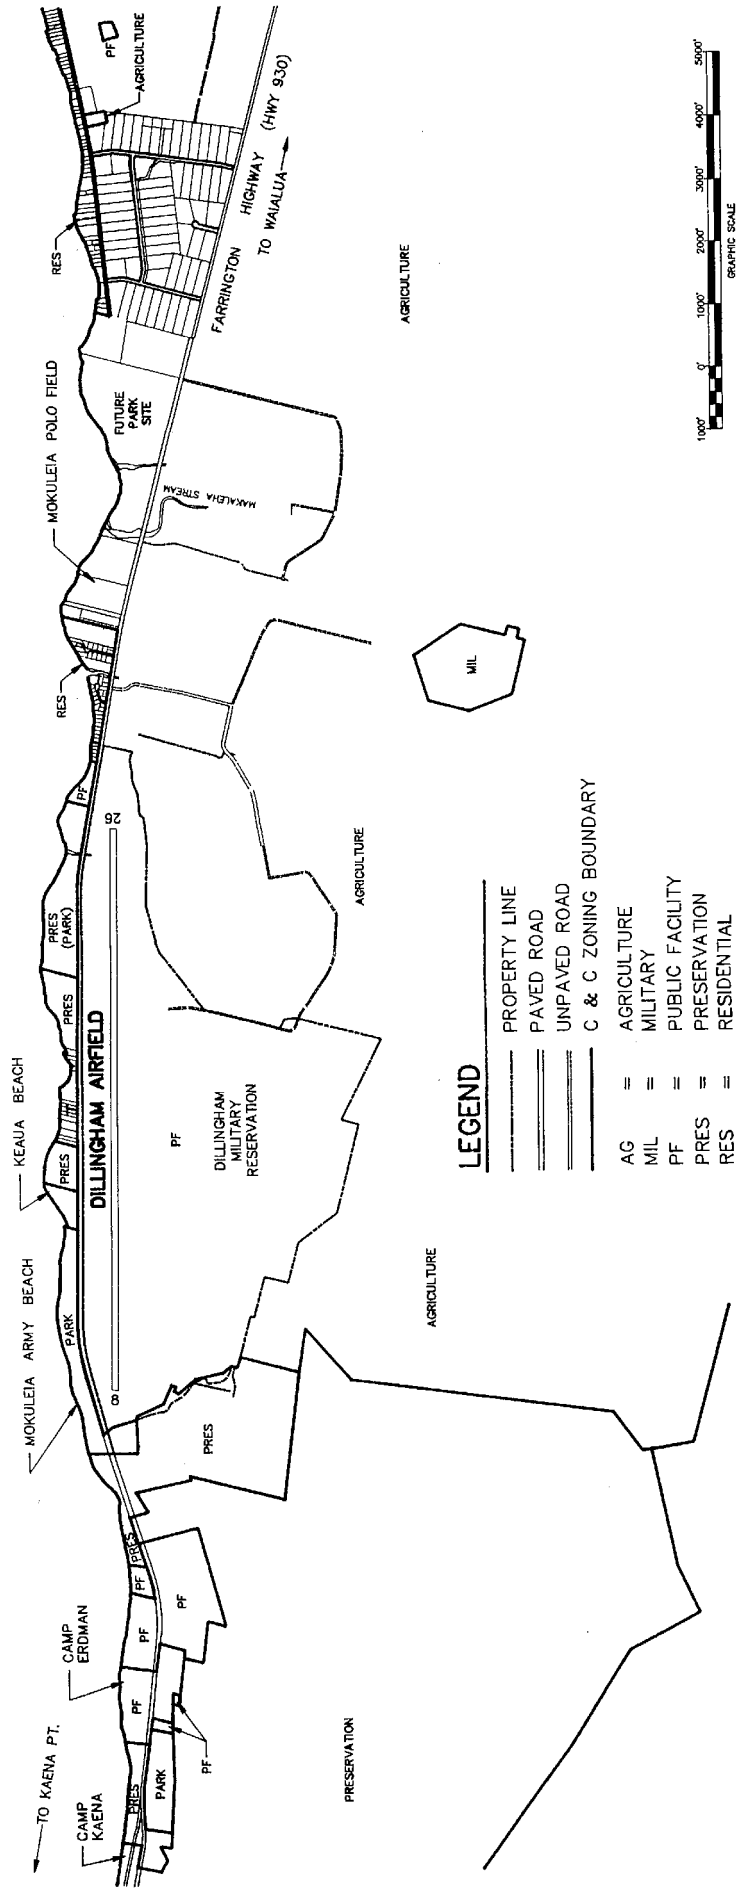 TO KAENA PT.
CAMP
KAENA
PRES
PARK
PF
CAMP
ERDMAN
PF
PF
PF
PRES
PF
PRESERVATION
MOKULEIA ARMY BEACH
PARK
PRES
8
KEAUA BEACH
PRES
PRES
PRES
(PARK)
PF
DILLINGHAM AIRFIELD
26
PF
DILLINGHAM
MILITARY
RESERVATION
AGRICULTURE
AGRICULTURE
RES
MOKULEIA POLO FIELD
MAKALEHA STREAM
FUTURE
PARK
SITE
MIL
RES
FARRINGTON HIGHWAY (HWY 930)
TO WAIALUA
PF
AGRICULTURE
AGRICULTURE
LEGEND
PROPERTY LINE
PAVED ROAD
UNPAVED ROAD
C & C ZONING BOUNDARY
AG = AGRICULTURE
MIL = MILITARY
PF = PUBLIC FACILITY
PRES = PRESERVATION
RES = RESIDENTIAL
1000' 0' 1000' 2000' 3000' 4000' 5000'
GRAPHIC SCALE